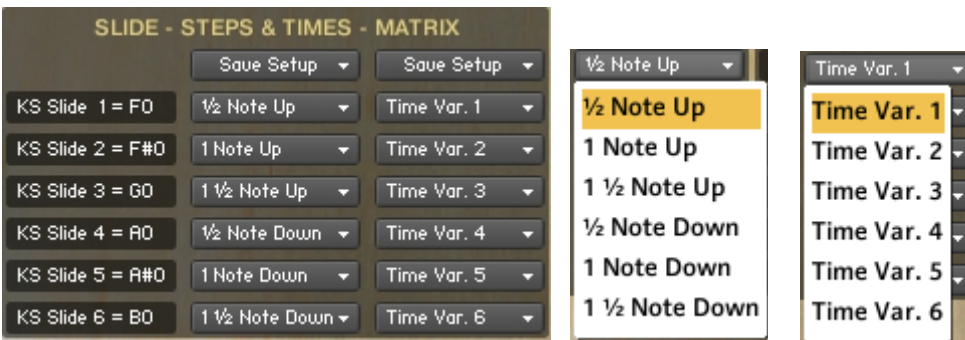 SLIDE - STEPS & TIMES - MATRIX
Save Setup Save Setup
KS Slide 1 = F0 ½ Note Up Time Var. 1
KS Slide 2 = F#0 1 Note Up Time Var. 2
KS Slide 3 = G0 1 ½ Note Up Time Var. 3
KS Slide 4 = A0 ½ Note Down Time Var. 4
KS Slide 5 = A#0 1 Note Down Time Var. 5
KS Slide 6 = B0 1 ½ Note Down Time Var. 6
½ Note Up
½ Note Up
1 Note Up
1 ½ Note Up
½ Note Down
1 Note Down
1 ½ Note Down
Time Var. 1
Time Var. 1
Time Var. 2
Time Var. 3
Time Var. 4
Time Var. 5
Time Var. 6